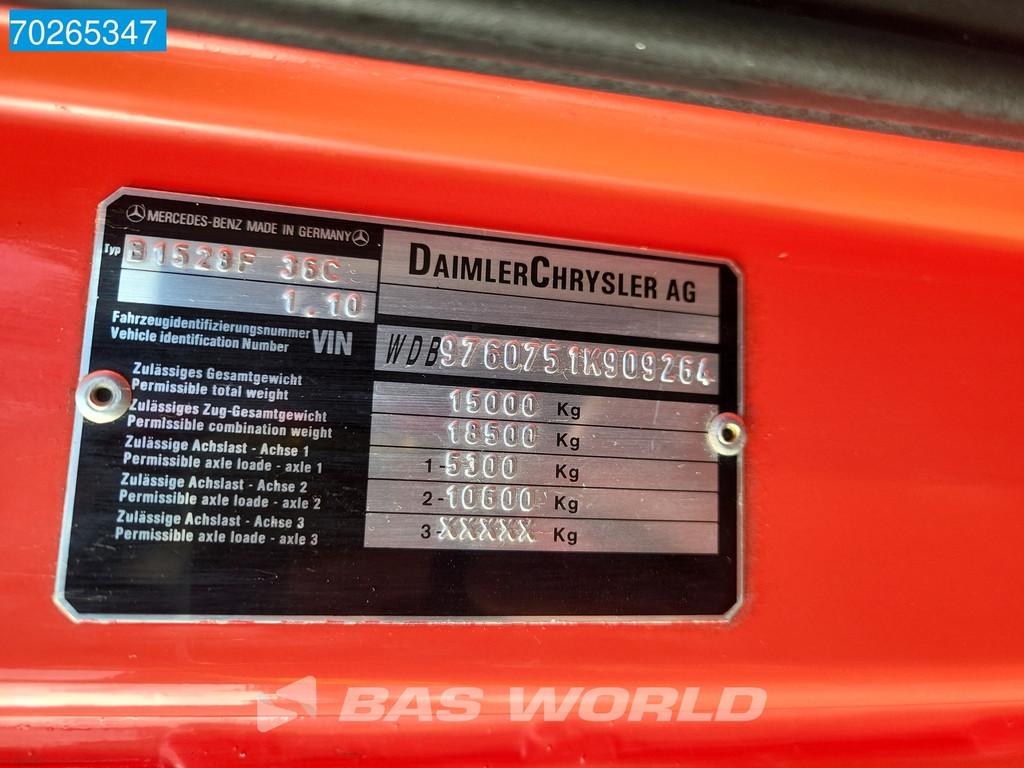 70265347
MERCEDES-BENZ MADE IN GERMANY
DAIMLERCHRYSLER AG
Typ B1528F 36C
1.10
Fahrzeugidentifizierungsnummer
Vehicle identification Number VIN
WDB9760751K909264
Zulässiges Gesamtgewicht
Permissible total weight
15000 Kg
Zulässiges Zug-Gesamtgewicht
Permissible combination weight
18500 Kg
Zulässige Achslast - Achse 1
Permissible axle loade - axle 1
1-5300 Kg
Zulässige Achslast - Achse 2
Permissible axle loade - axle 2
2-10600 Kg
Zulässige Achslast - Achse 3
Permissible axle loade - axle 3
3-XXXXX Kg
BAS WORLD